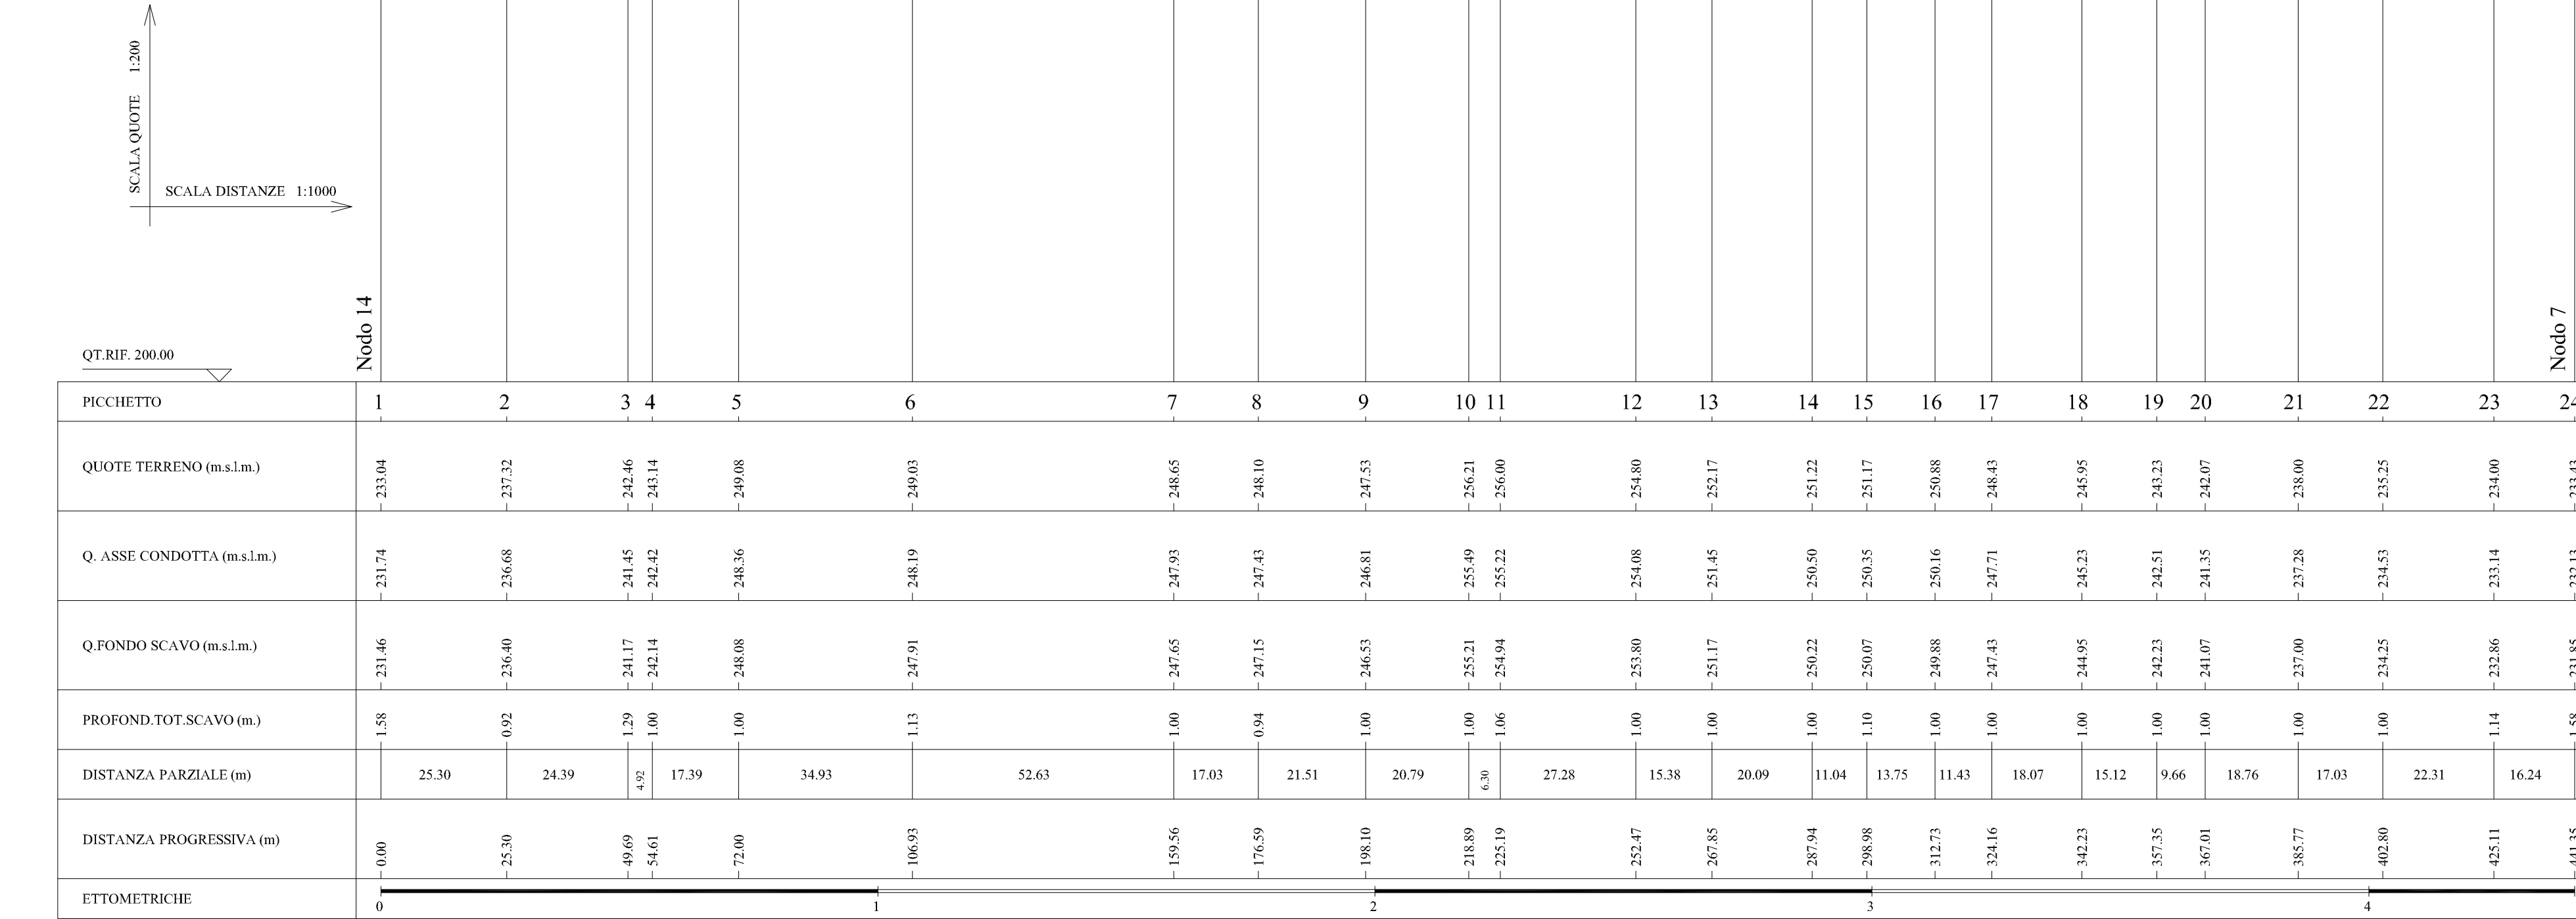 SCALA QUOTE 1:200
SCALA DISTANZE 1:1000
Nodo 14
Nodo 7
QT.RIF. 200.00
PICCHETTO 1 2 3 4 5 6 7 8 9 10 11 12 13 14 15 16 17 18 19 20 21 22 23 24
QUOTE TERRENO (m.s.l.m.) 233.04 237.32 242.46 243.14 249.08 249.03 248.65 248.10 247.53 256.21 256.00 254.80 252.17 251.22 251.17 250.88 248.43 245.95 243.23 242.07 238.00 235.25 234.00 233.43
Q. ASSE CONDOTTA (m.s.l.m.) 231.74 236.68 241.45 242.42 248.36 248.19 247.93 247.43 246.81 255.49 255.22 254.08 251.45 250.50 250.35 250.16 247.71 245.23 242.51 241.35 237.28 234.53 233.14 232.13
Q.FONDO SCAVO (m.s.l.m.) 231.46 236.40 241.17 242.14 248.08 247.91 247.65 247.15 246.53 255.21 254.94 253.80 251.17 250.22 250.07 249.88 247.43 244.95 242.23 241.07 237.00 234.25 232.86 231.85
PROFOND.TOT.SCAVO (m.) 1.58 0.92 1.29 1.00 1.00 1.13 1.00 0.94 1.00 1.00 1.06 1.00 1.00 1.00 1.10 1.00 1.00 1.00 1.00 1.00 1.00 1.00 1.14 1.58
DISTANZA PARZIALE (m) 25.30 24.39 4.92 17.39 34.93 52.63 17.03 21.51 20.79 6.30 27.28 15.38 20.09 11.04 13.75 11.43 18.07 15.12 9.66 18.76 17.03 22.31 16.24
DISTANZA PROGRESSIVA (m) 0.00 25.30 49.69 54.61 72.00 106.93 159.56 176.59 198.10 218.89 225.19 252.47 267.85 287.94 298.98 312.73 324.16 342.23 357.35 367.01 385.77 402.80 425.11 441.35
ETTOMETRICHE 0 1 2 3 4